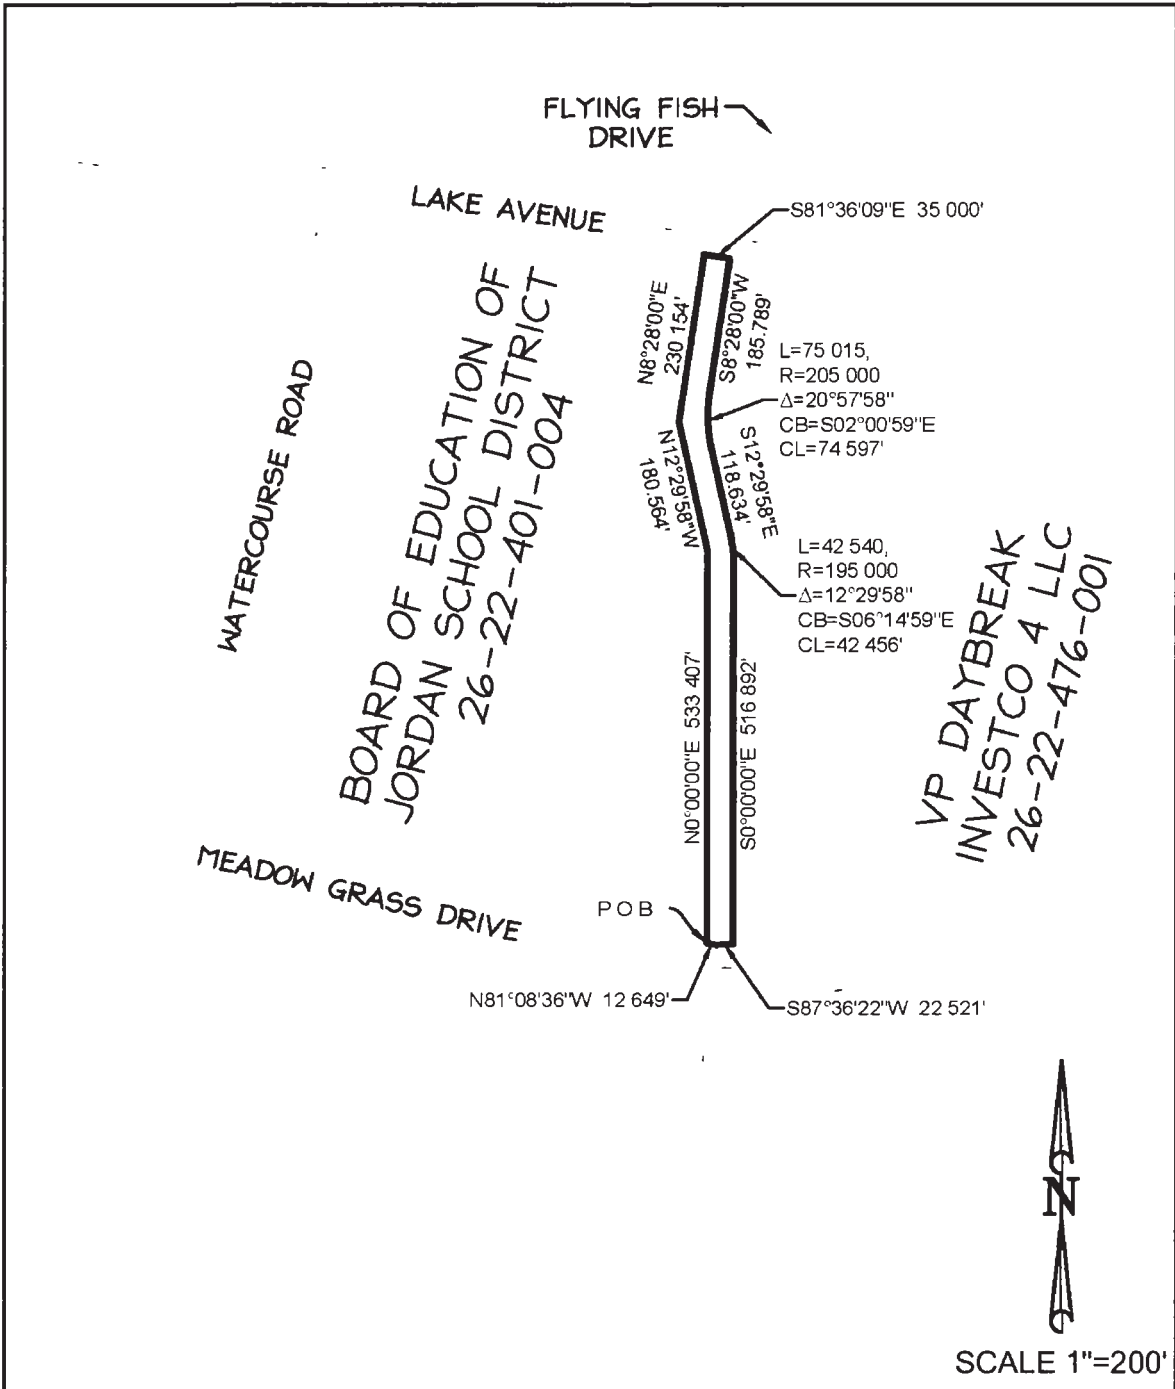 FLYING FISH
DRIVE
LAKE AVENUE
S81°36'09"E 35 000'
N8°28'00"E
230 154'
S8°28'00"W
185.789'
L=75 015,
R=205 000
Δ=20°57'58"
CB=S02°00'59"E
CL=74 597'
WATERCOURSE ROAD
BOARD OF EDUCATION OF
JORDAN SCHOOL DISTRICT
26-22-401-004
N12°29'58"W
180.564'
S12°29'58"E
118.634'
L=42 540,
R=195 000
Δ=12°29'58"
CB=S06°14'59"E
CL=42 456'
VP DAYBREAK
INVESTCO 4 LLC
26-22-476-001
N0°00'00"E 533 407'
S0°00'00"E 516 892'
MEADOW GRASS DRIVE
P O B
N81°08'36"W 12 649'
S87°36'22"W 22 521'
N
SCALE 1"=200'